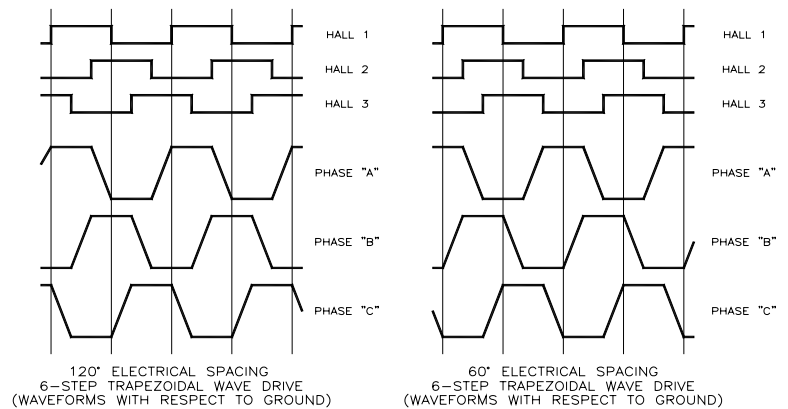 HALL 1
HALL 2
HALL 3
PHASE "A"
PHASE "B"
PHASE "C"
120° ELECTRICAL SPACING
6-STEP TRAPEZOIDAL WAVE DRIVE
(WAVEFORMS WITH RESPECT TO GROUND)
HALL 1
HALL 2
HALL 3
PHASE "A"
PHASE "B"
PHASE "C"
60° ELECTRICAL SPACING
6-STEP TRAPEZOIDAL WAVE DRIVE
(WAVEFORMS WITH RESPECT TO GROUND)